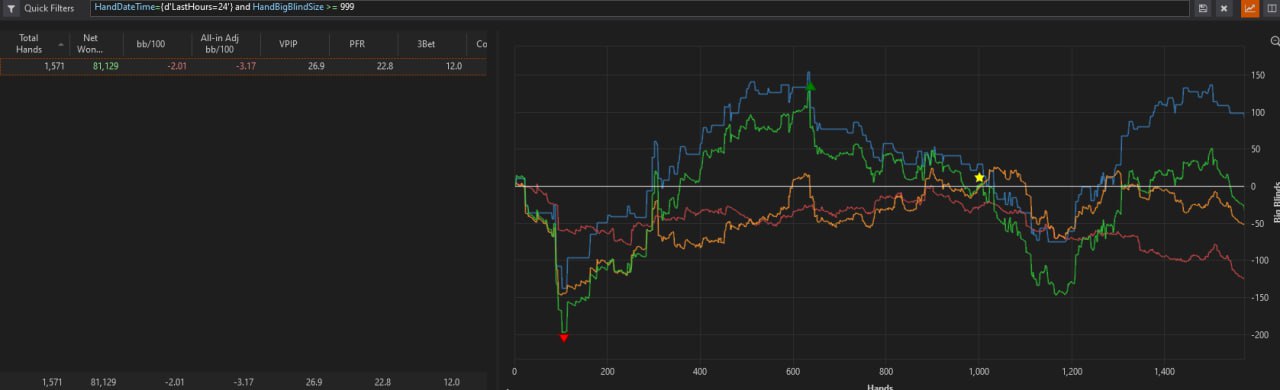 Quick Filters HandDateTime={d'LastHours=24'} and HandBigBlindSize >= 999
Total Hands Net Won... bb/100 All-in Adj bb/100 VPIP PFR 3Bet Co
1,571 81,129 -2.01 -3.17 26.9 22.8 12.0
1,571 81,129 -2.01 -3.17 26.9 22.8 12.0
150
100
50
0
-50
-100
-150
-200
Big Blinds
0 200 400 600 800 1,000 1,200 1,400
Hands